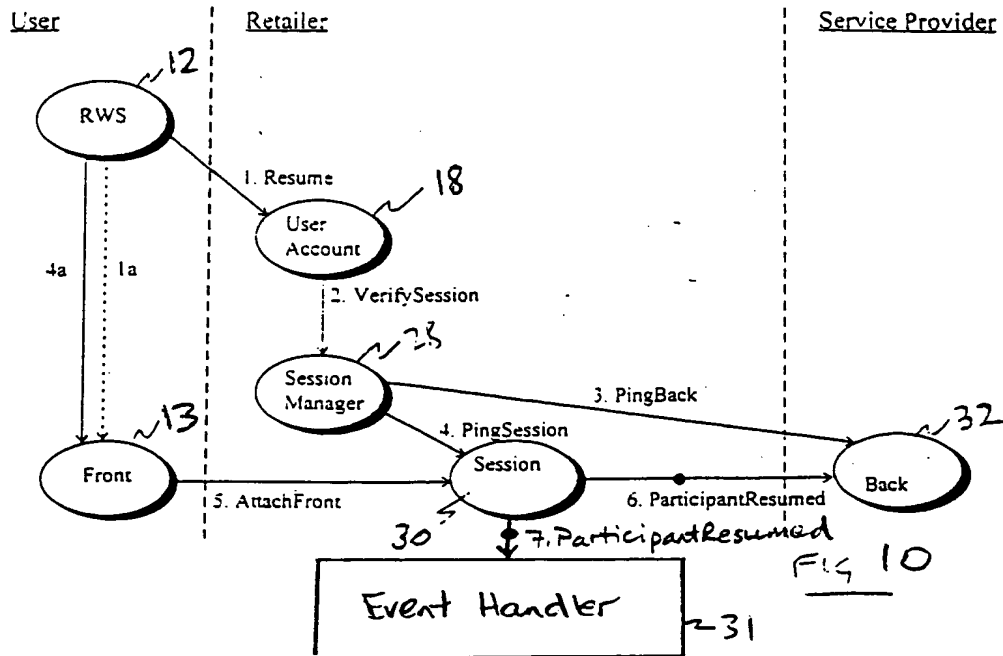 User
Retailer
Service Provider
12
RWS
1. Resume
18
User
Account
4a
1a
2. VerifySession
28
Session
Manager
3. PingBack
13
4. PingSession
32
Front
Session
Back
5. AttachFront
6. ParticipantResumed
30
7. ParticipantResumed
FIG 10
Event Handler
31